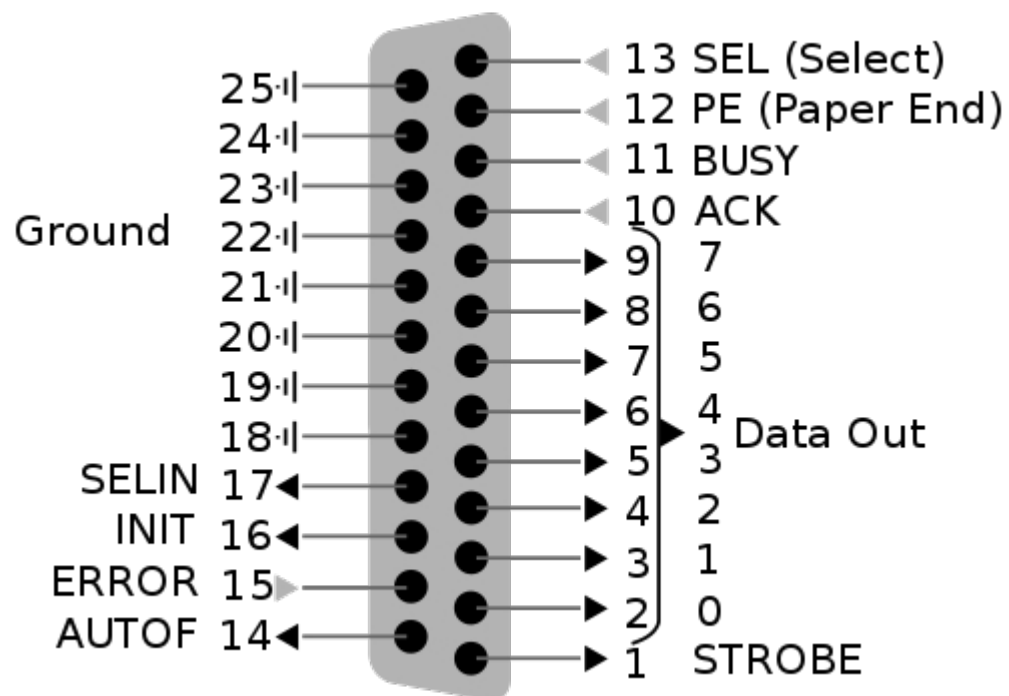 13 SEL (Select)
25
12 PE (Paper End)
24
11 BUSY
23
10 ACK
Ground
22
9 7
21
8 6
20
7 5
19
6 4
Data Out
18
5 3
SELIN 17
4 2
INIT 16
3 1
ERROR 15
2 0
AUTOF 14
1 STROBE